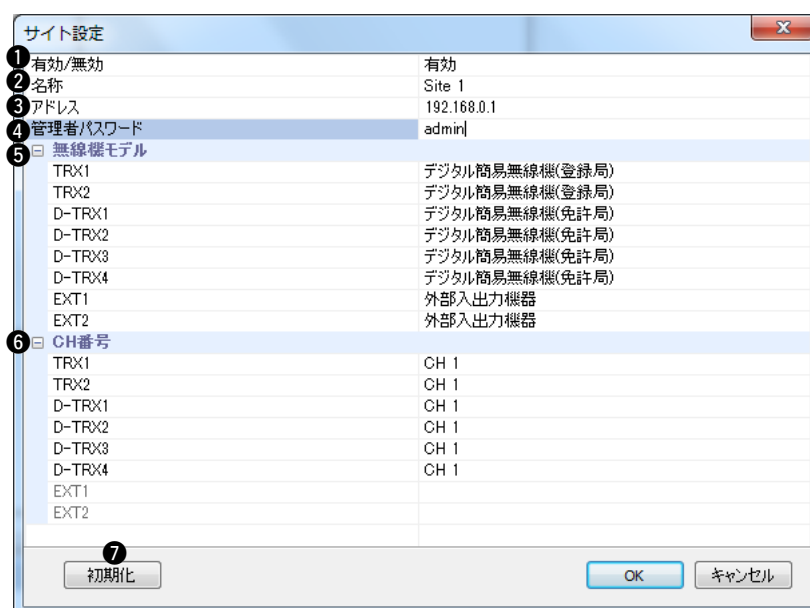 サイト設定
❶ 有効/無効 有効
❷ 名称 Site 1
❸ アドレス 192.168.0.1
❹ 管理者パスワード admin
❺ 無線機モデル
TRX1 デジタル簡易無線機(登録局)
TRX2 デジタル簡易無線機(登録局)
D-TRX1 デジタル簡易無線機(免許局)
D-TRX2 デジタル簡易無線機(免許局)
D-TRX3 デジタル簡易無線機(免許局)
D-TRX4 デジタル簡易無線機(免許局)
EXT1 外部入出力機器
EXT2 外部入出力機器
❻ CH番号
TRX1 CH 1
TRX2 CH 1
D-TRX1 CH 1
D-TRX2 CH 1
D-TRX3 CH 1
D-TRX4 CH 1
EXT1
EXT2
❼
初期化 OK キャンセル